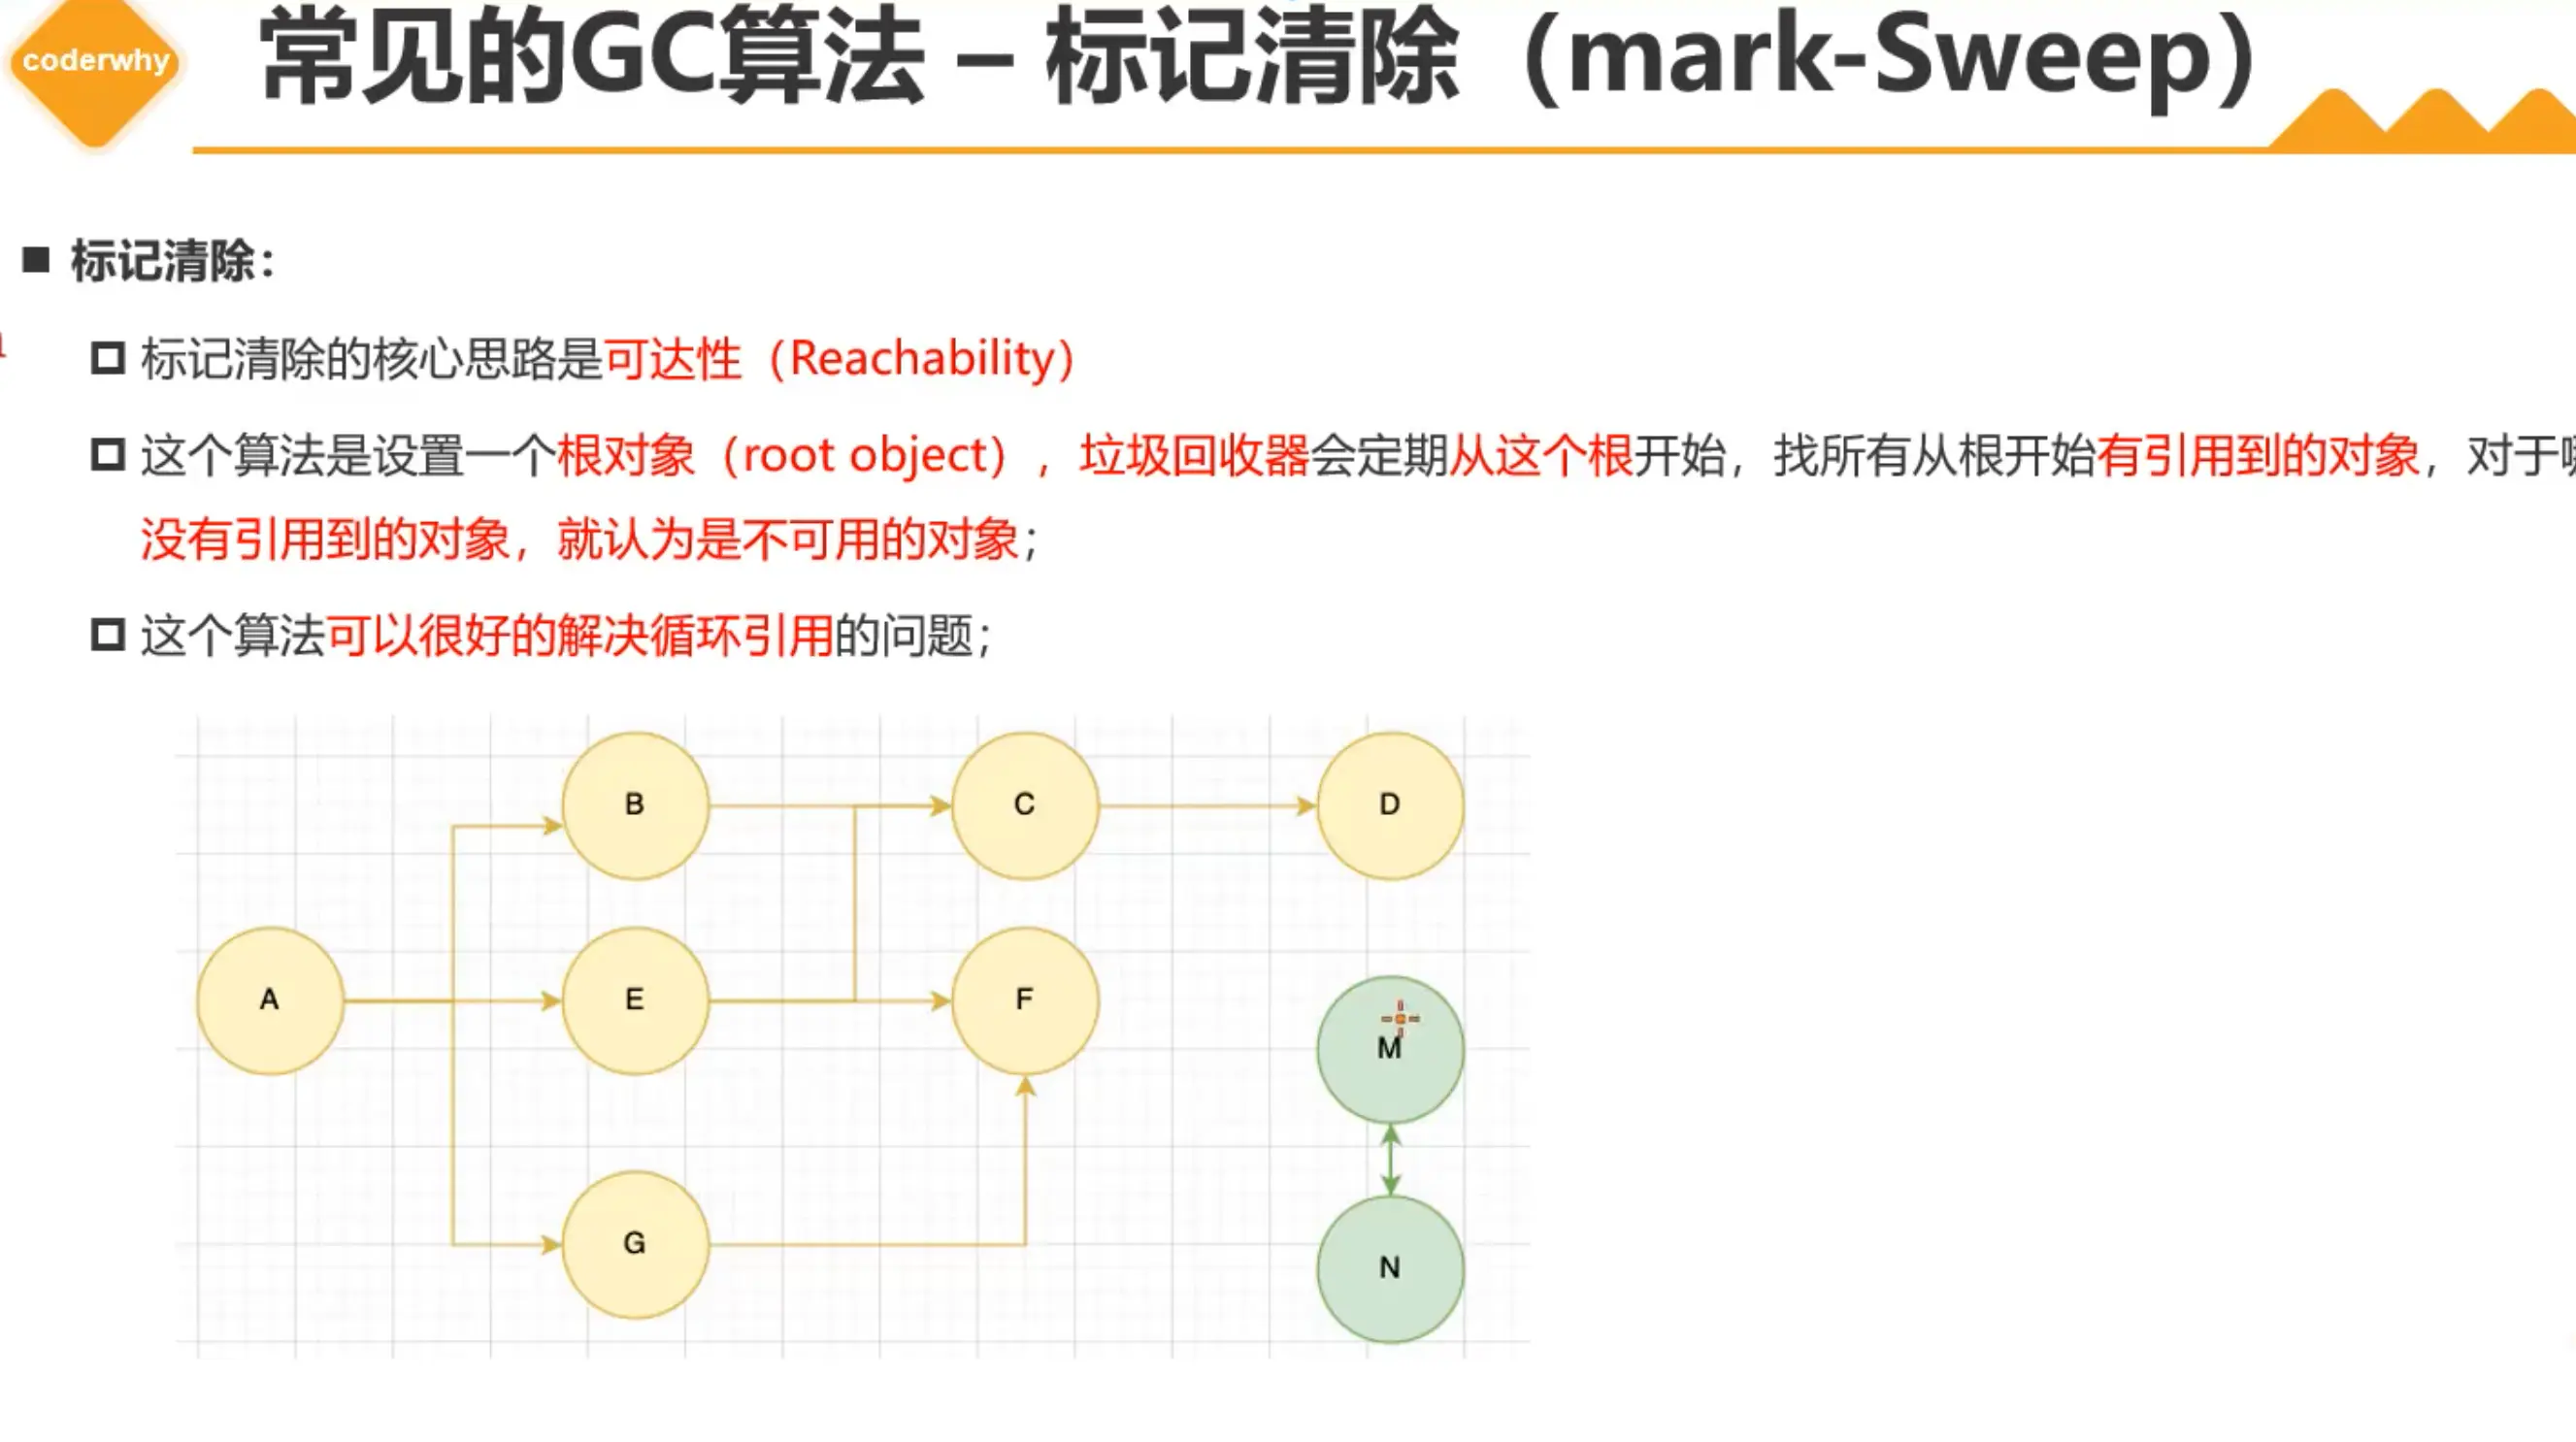 coderwhy
常见的GC算法 – 标记清除（mark-Sweep）
标记清除：
标记清除的核心思路是可达性（Reachability）
这个算法是设置一个根对象（root object），垃圾回收器会定期从这个根开始，找所有从根开始有引用到的对象，对于
没有引用到的对象，就认为是不可用的对象；
这个算法可以很好的解决循环引用的问题；
B C D
A E F
M
G N